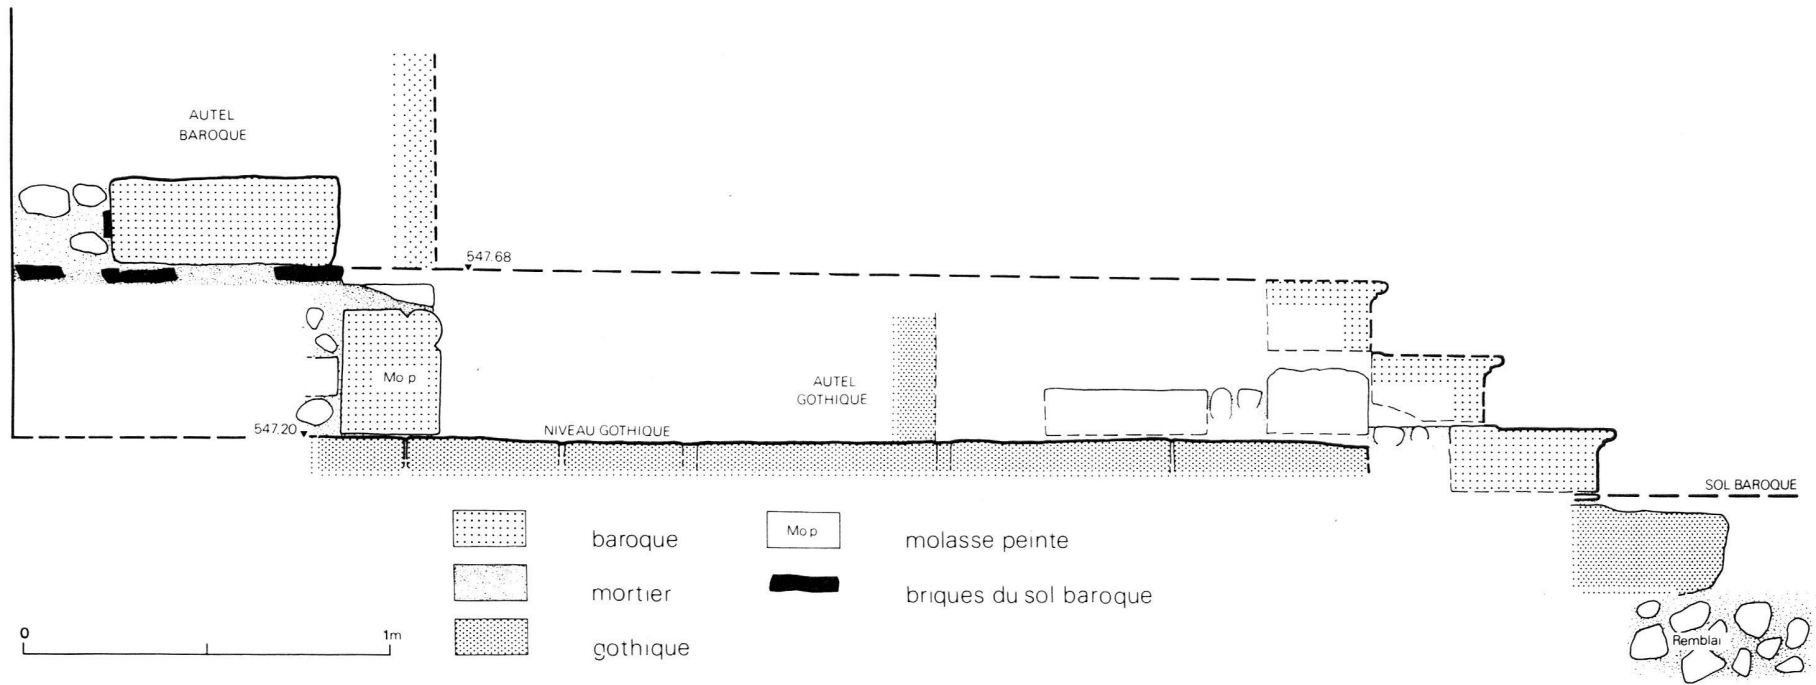 AUTEL
BAROQUE
547.68
Mo p
AUTEL
GOTHIQUE
547.20
NIVEAU GOTHIQUE
SOL BAROQUE
baroque
Mo p
molasse peinte
mortier
briques du sol baroque
gothique
0
1m
Remblai